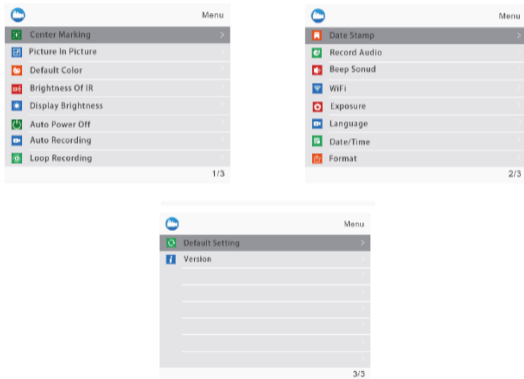 Menu
Center Marking
Picture In Picture
Default Color
Brightness Of IR
Display Brightness
Auto Power Off
Auto Recording
Loop Recording
1/3
Menu
Date Stamp
Record Audio
Beep Sonud
WiFi
Exposure
Language
Date/Time
Format
2/3
Menu
Default Setting
Version
3/3